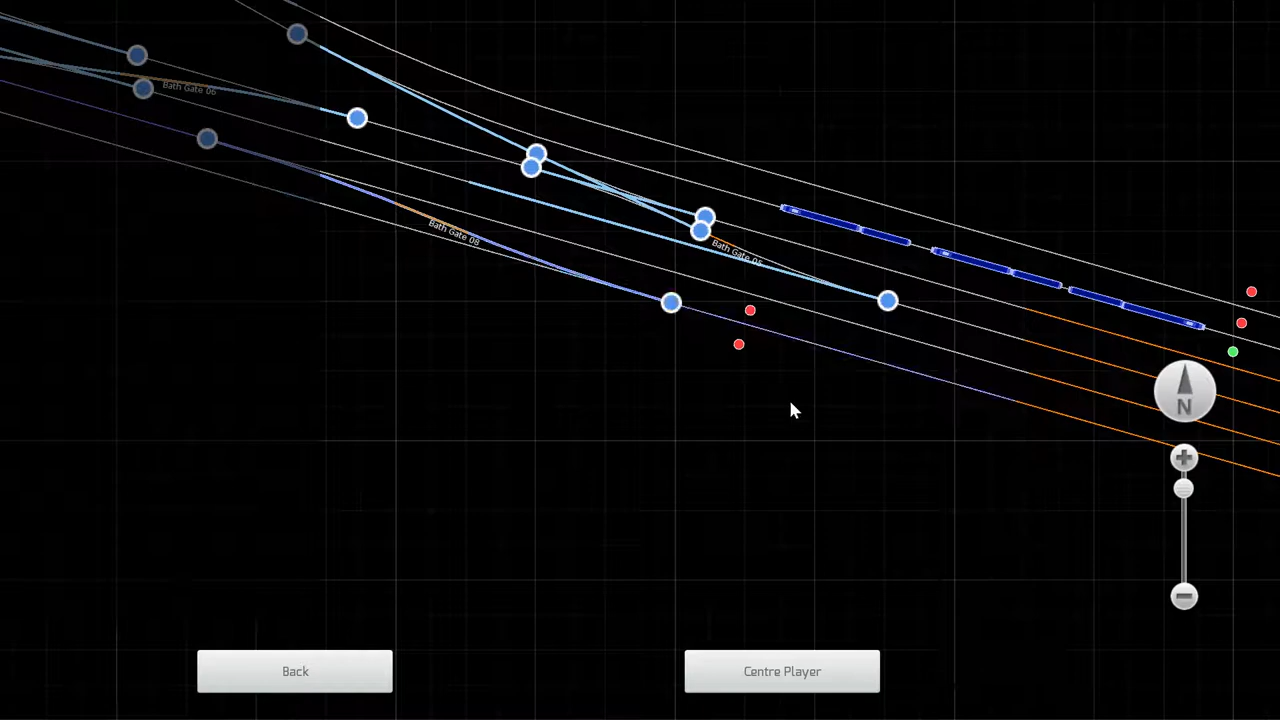 Bath Gate 06
Bath Gate 08
Bath Gate 05
N
Back
Centre Player